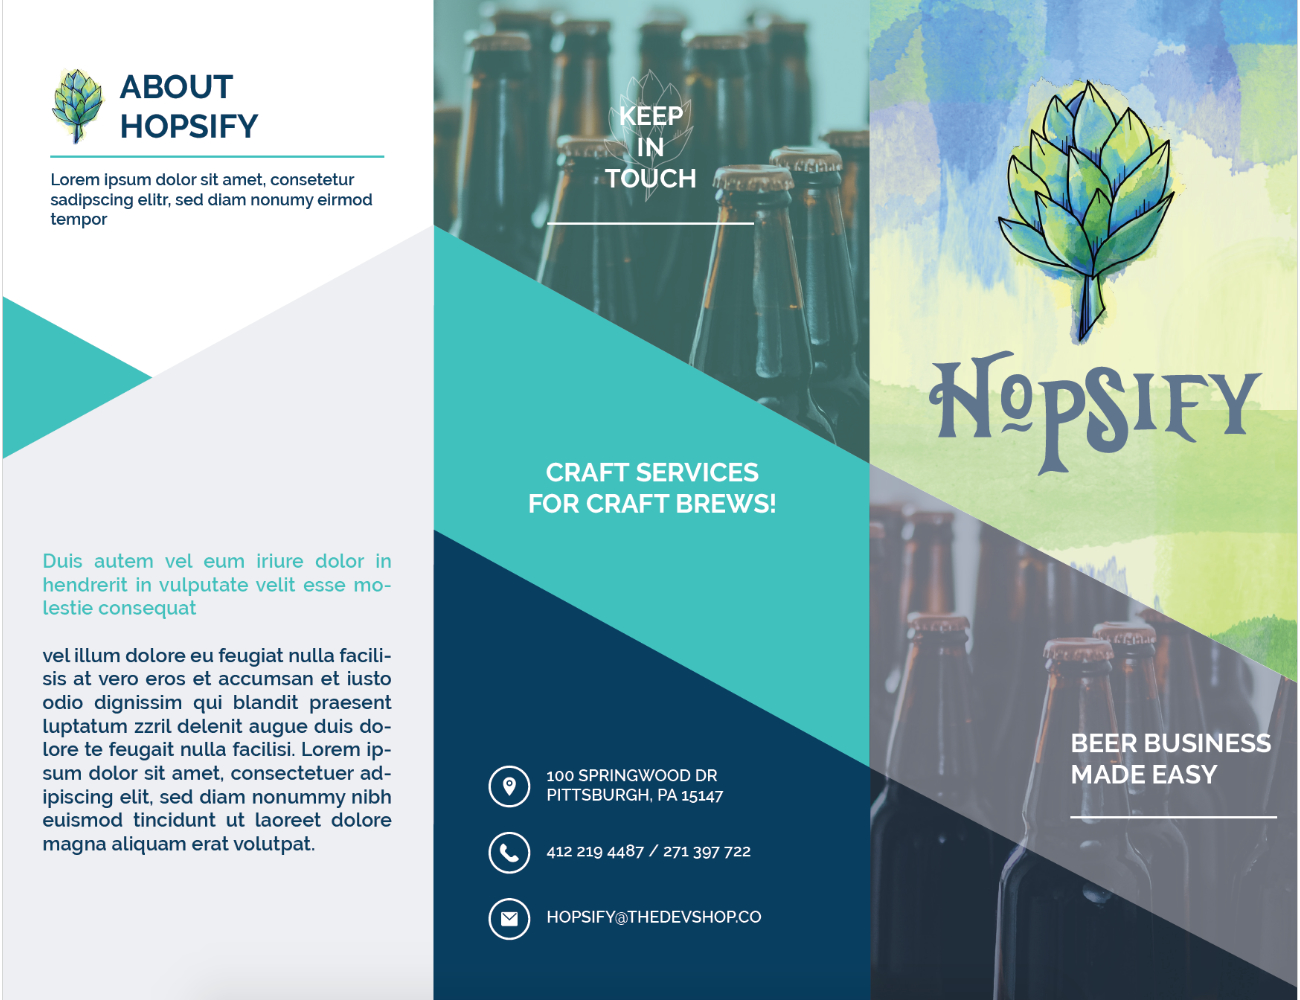 ABOUT
HOPSIFY
Lorem ipsum dolor sit amet, consetetur
sadipscing elitr, sed diam nonumy eirmod
tempor
Duis autem vel eum iriure dolor in
hendrerit in vulputate velit esse mo-
lestie consequat
vel illum dolore eu feugiat nulla facili-
sis at vero eros et accumsan et iusto
odio dignissim qui blandit praesent
luptatum zzril delenit augue duis do-
lore te feugait nulla facilisi. Lorem ip-
sum dolor sit amet, consectetuer ad-
ipiscing elit, sed diam nonummy nibh
euismod tincidunt ut laoreet dolore
magna aliquam erat volutpat.
KEEP
IN
TOUCH
CRAFT SERVICES
FOR CRAFT BREWS!
100 SPRINGWOOD DR
PITTSBURGH, PA 15147
412 219 4487 / 271 397 722
HOPSIFY@THEDEVSHOP.CO
HOPSIFY
BEER BUSINESS
MADE EASY